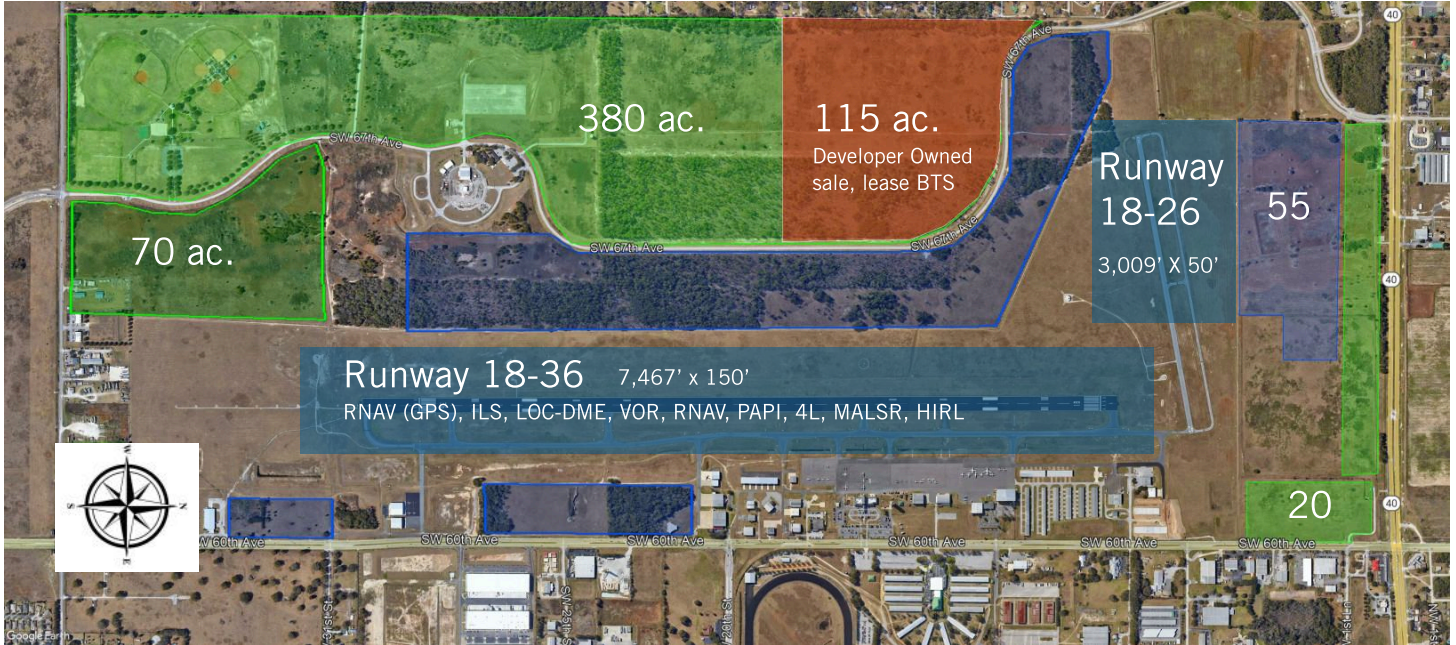 40
SW 67th Ave
SW 67th Ave
380 ac.
115 ac.
Developer Owned
sale, lease BTS
Runway
18-26
3,009' X 50'
55
70 ac.
SW 67th Ave
SW 67th Ave
40
Runway 18-36 7,467' x 150'
RNAV (GPS), ILS, LOC-DME, VOR, RNAV, PAPI, 4L, MALSR, HIRL
W
S
N
E
20
40
W 60th Ave
SW 60th Ave
SW 60th Ave
SW 60th Ave
SW 60th Ave
SW 60th Ave
Google Earth